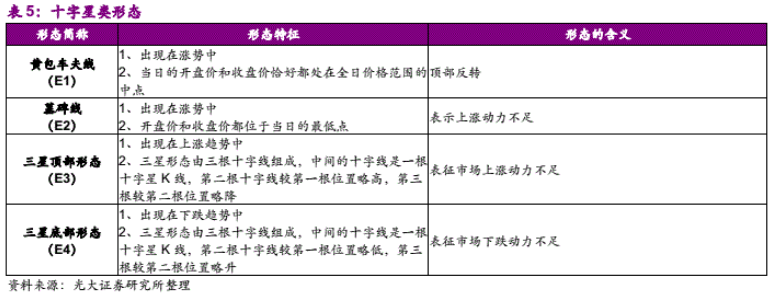 表 5：十字星类形态
形态简称 形态特征 形态的含义
黄包车夫线
（E1）
1、出现在涨势中
2、当日的开盘价和收盘价恰好都处在全日价格范围的
中点
顶部反转
墓碑线
（E2）
1、出现在涨势中
2、开盘价和收盘价都位于当日的最低点
表示上涨动力不足
三星顶部形态
（E3）
1、出现在上涨趋势中
2、三星形态由三根十字线组成，中间的十字线是一根
十字星 K 线，第二根十字线较第一根位置略高，第三
根较第二根位置略降
表征市场上涨动力不足
三星底部形态
（E4）
1、出现在下跌趋势中
2、三星形态由三根十字线组成，中间的十字线是一根
十字星 K 线，第二根十字线较第一根位置略低，第三
根较第二根位置略升
表征市场下跌动力不足
资料来源：光大证券研究所整理